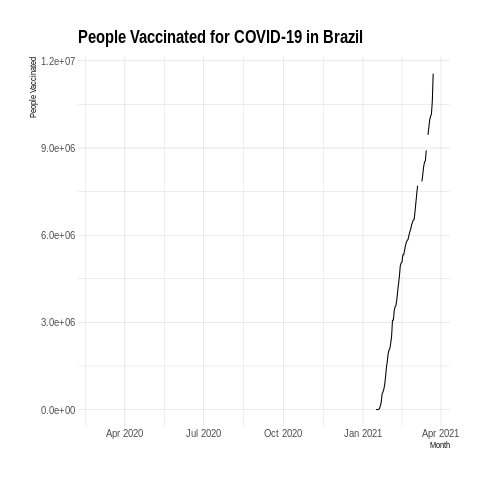 People Vaccinated for COVID-19 in Brazil
People Vaccinated
1.2e+07
9.0e+06
6.0e+06
3.0e+06
0.0e+00
Apr 2020
Jul 2020
Oct 2020
Jan 2021
Apr 2021
Month